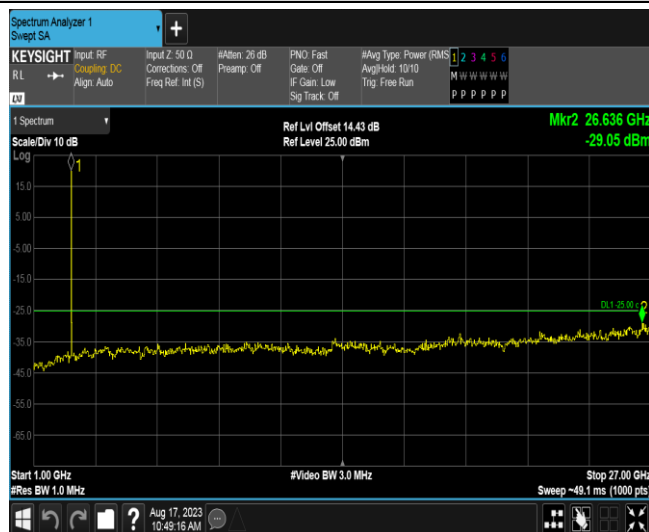 Spectrum Analyzer 1
Swept SA
+
KEYSIGHT Input: RF Input Z: 50 Ω #Atten: 26 dB PNO: Fast #Avg Type: Power (RMS 1 2 3 4 5 6
RL Coupling: DC Corrections: Off Preamp: Off Gate: Off Avg|Hold: 10/10 M W W W W W
Align: Auto Freq Ref: Int (S) IF Gain: Low Trig: Free Run
LXI Sig Track: Off P P P P P P
1 Spectrum Ref Lvl Offset 14.43 dB Mkr2 26.636 GHz
Scale/Div 10 dB Ref Level 25.00 dBm -29.05 dBm
Log
1
15.0
5.00
-5.00
-15.0
DL1 -25.00
2
-25.0
-35.0
-45.0
-55.0
-65.0
Start 1.00 GHz #Video BW 3.0 MHz Stop 27.00 GHz
#Res BW 1.0 MHz Sweep ~49.1 ms (1000 pts)
? Aug 17, 2023
10:49:16 AM